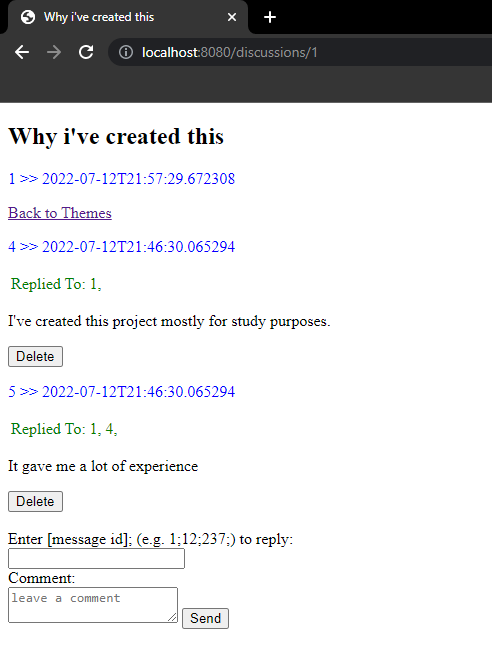 Why i've created this
localhost:8080/discussions/1
Why i've created this
1 >> 2022-07-12T21:57:29.672308
Back to Themes
4 >> 2022-07-12T21:46:30.065294
Replied To: 1,
I've created this project mostly for study purposes.
Delete
5 >> 2022-07-12T21:46:30.065294
Replied To: 1, 4,
It gave me a lot of experience
Delete
Enter [message id]; (e.g. 1;12;237;) to reply:
Comment:
leave a comment
Send